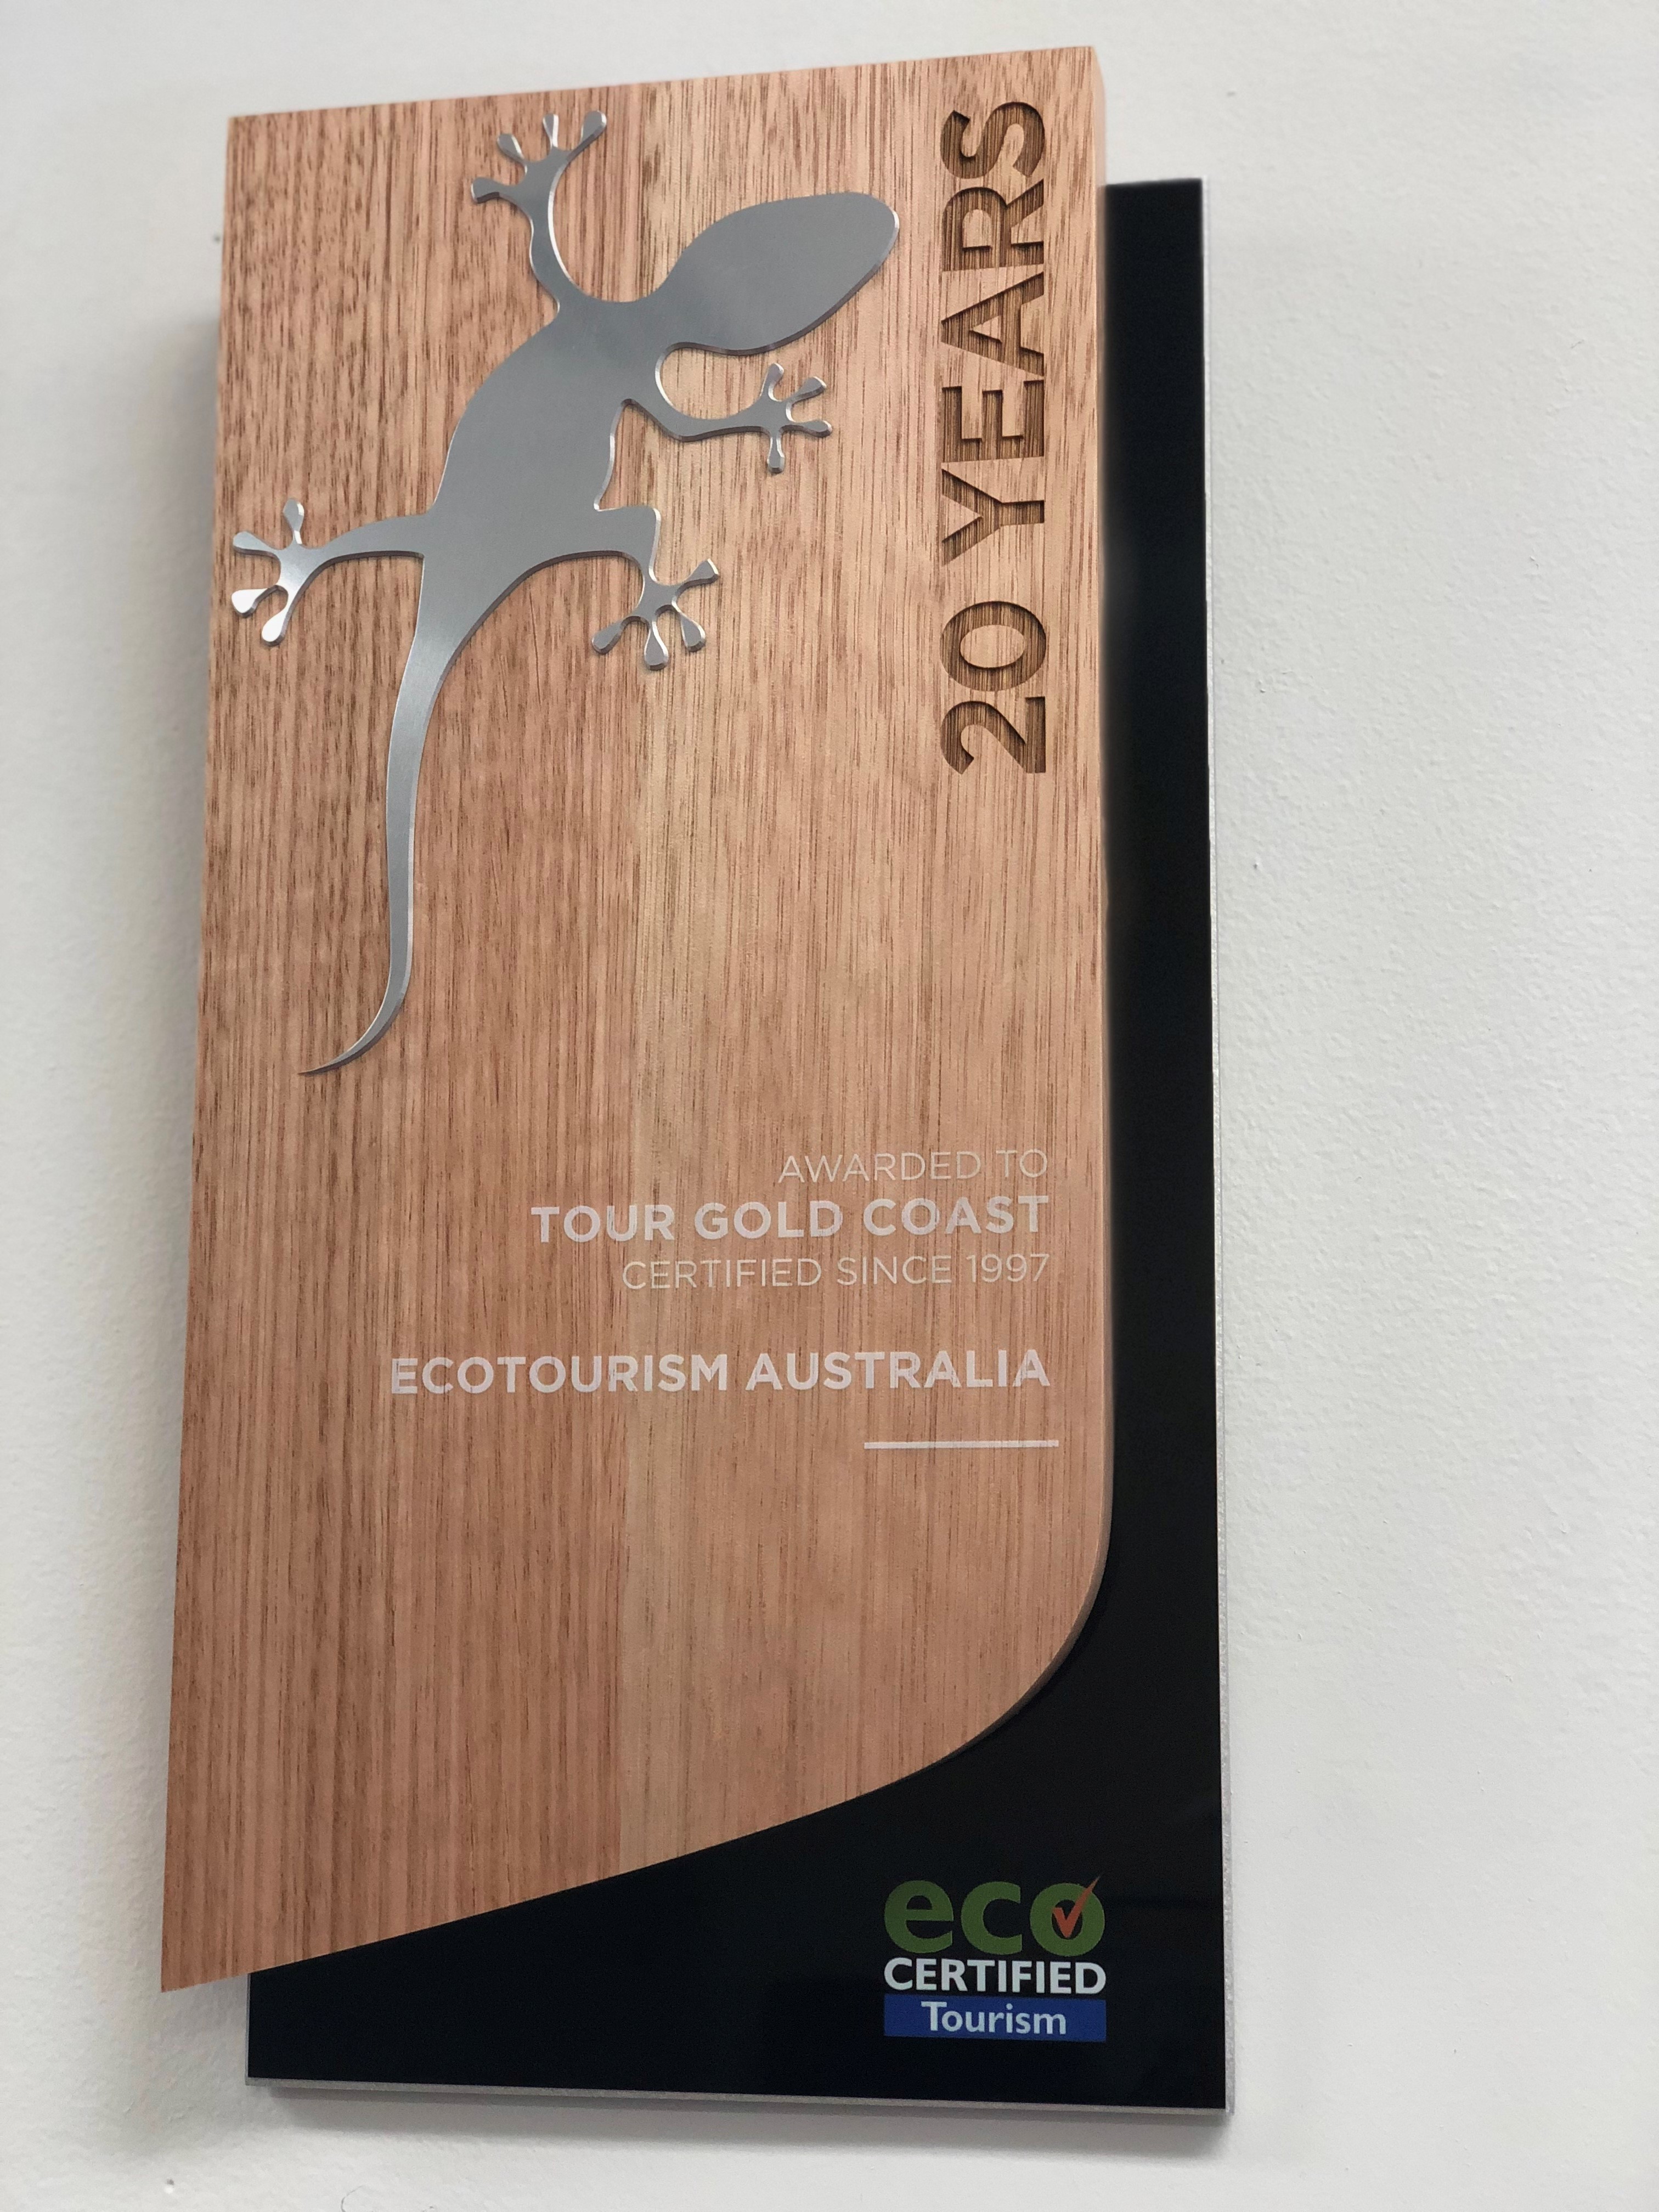 20 YEARS
AWARDED TO
TOUR GOLD COAST
CERTIFIED SINCE 1997
ECOTOURISM AUSTRALIA
eco
CERTIFIED
Tourism